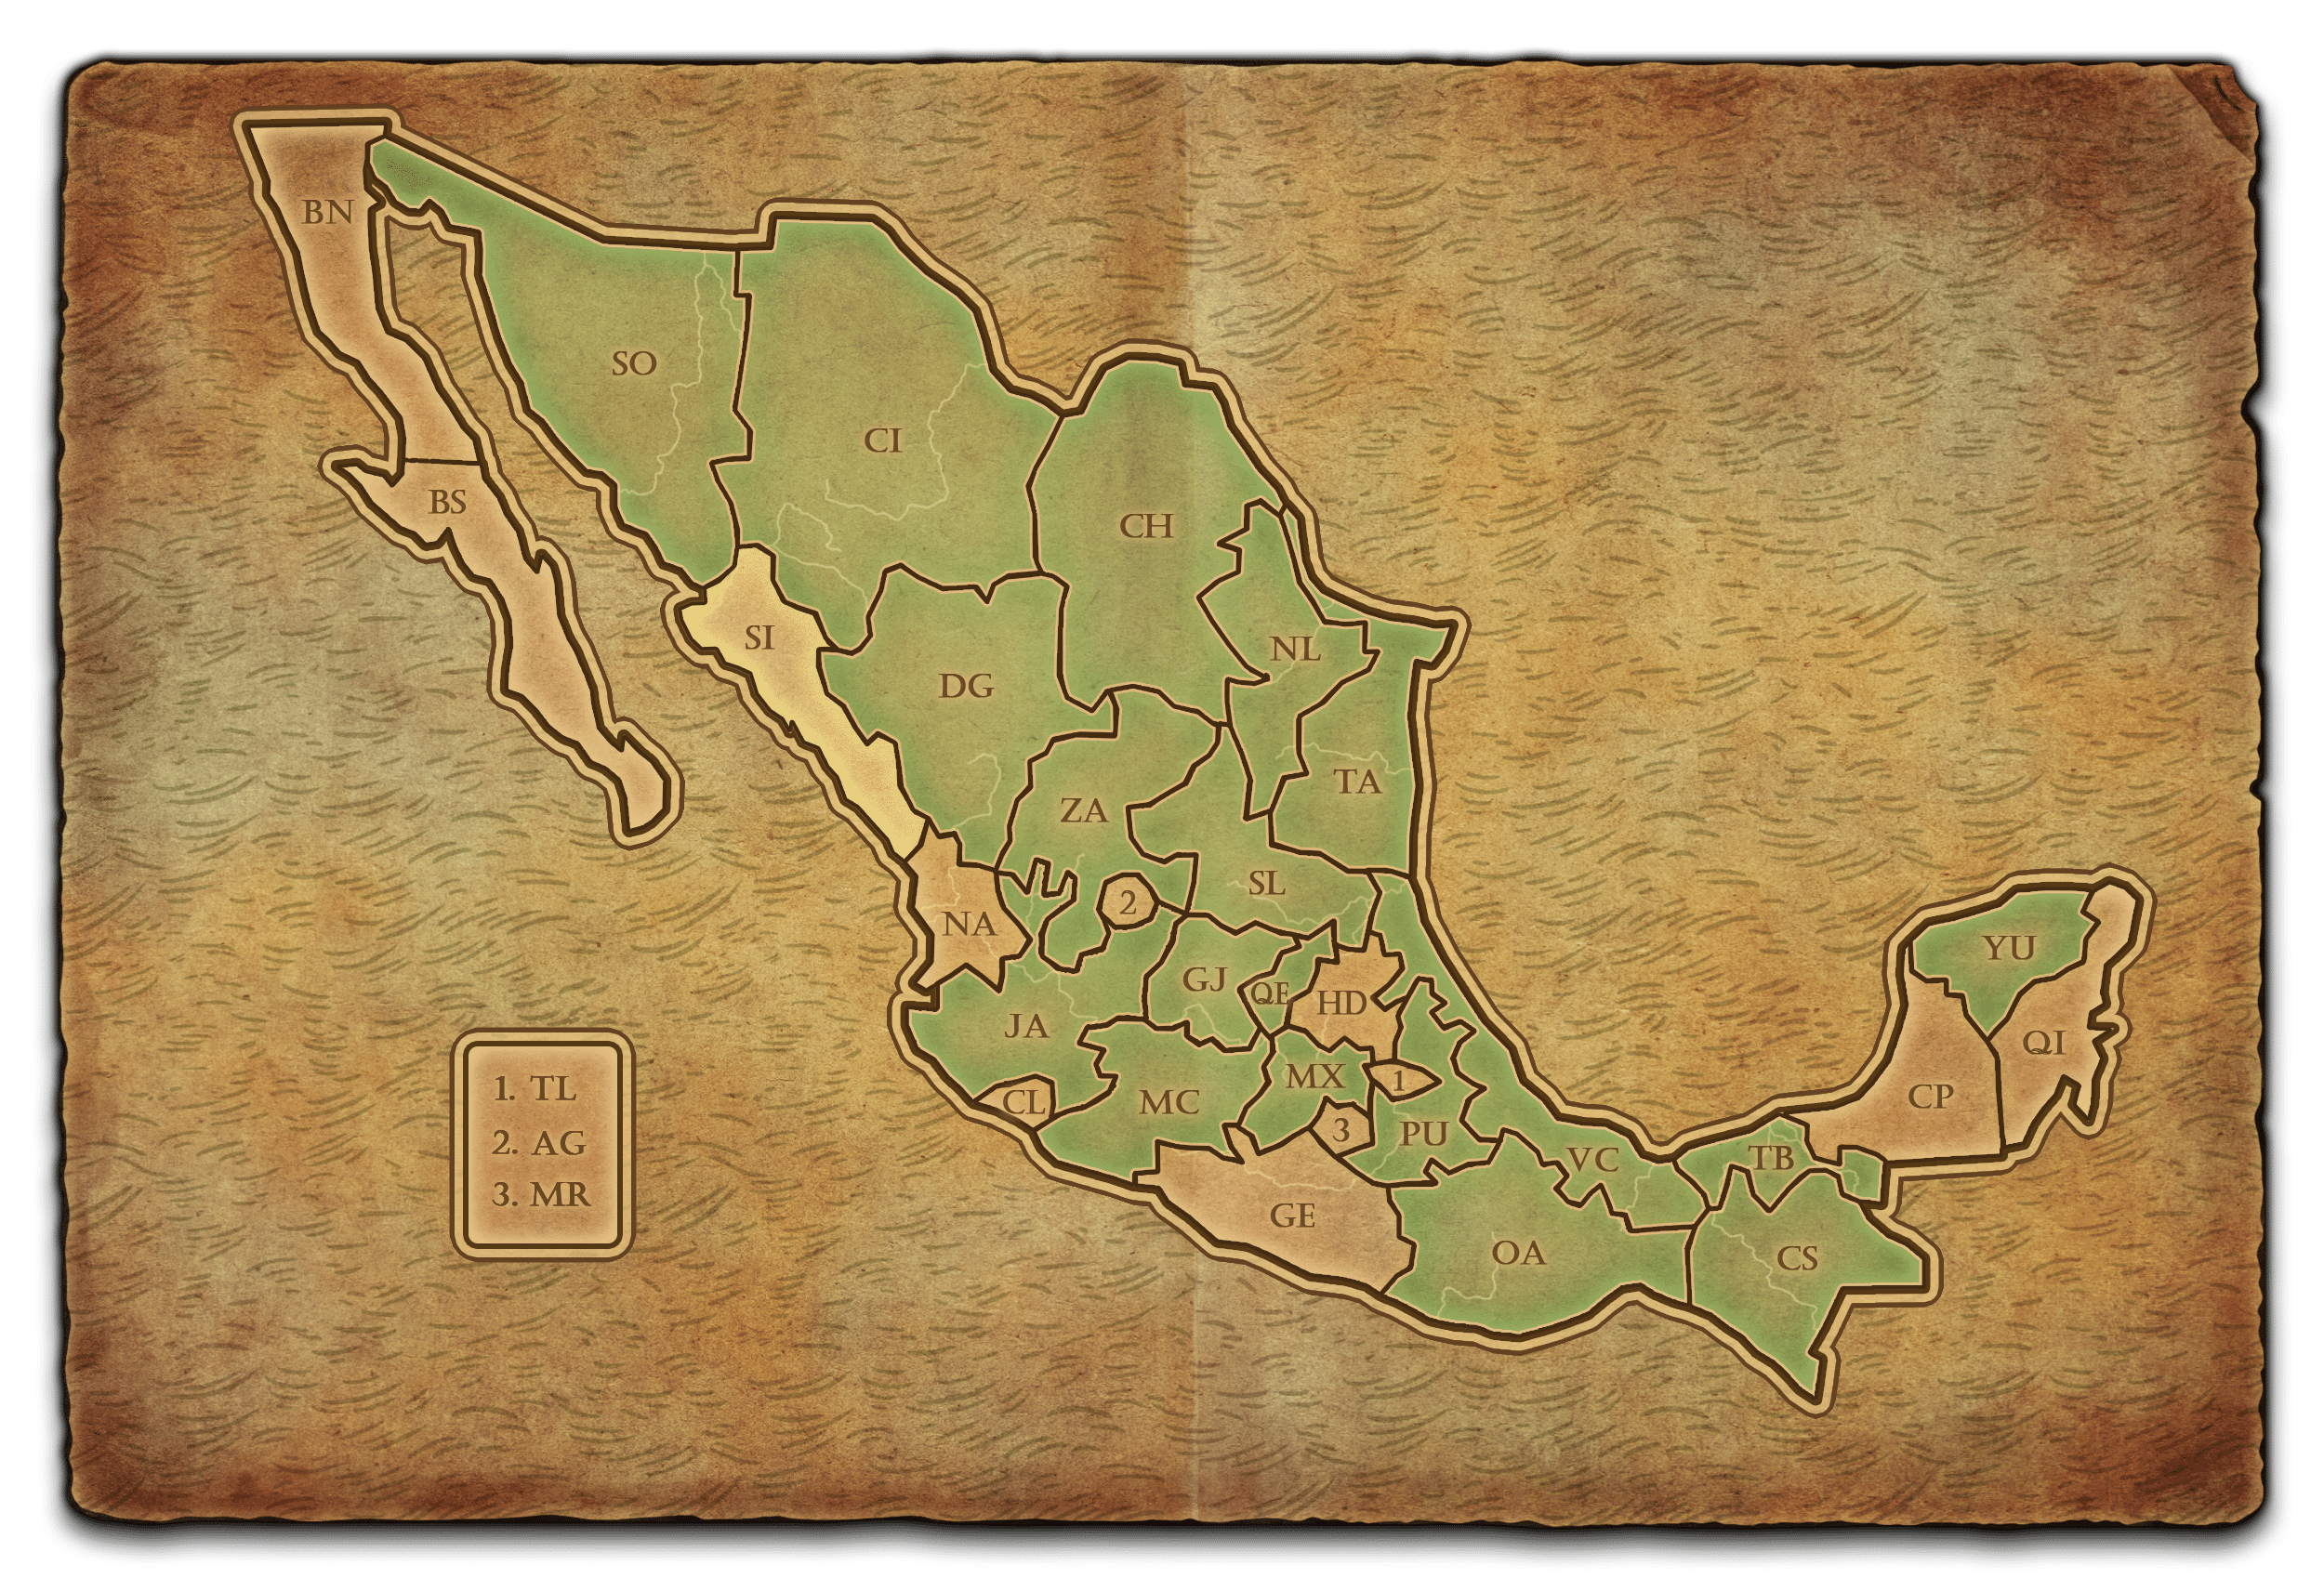 BN
SO
CI
BS
CH
SI
NL
DG
TA
ZA
SL
2
NA
YU
GJ
QE
HD
JA
QI
MX
1
CL
MC
CP
3
PU
VC
TB
GE
OA
CS
1. TL
2. AG
3. MR